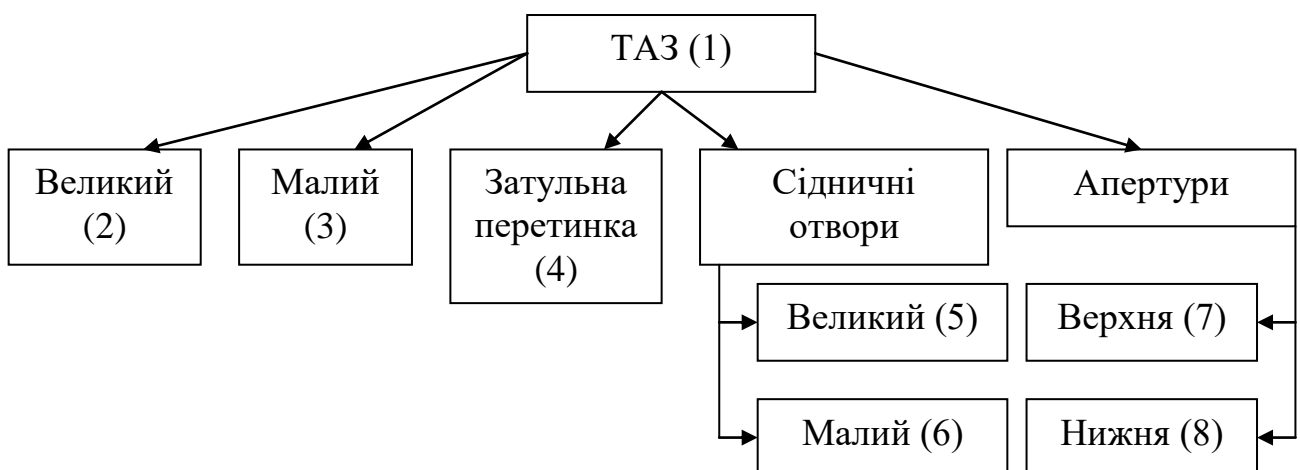 ТАЗ (1)
Великий
(2)
Малий
(3)
Затульна
перетинка
(4)
Сідничні
отвори
Апертури
Великий (5)
Верхня (7)
Малий (6)
Нижня (8)